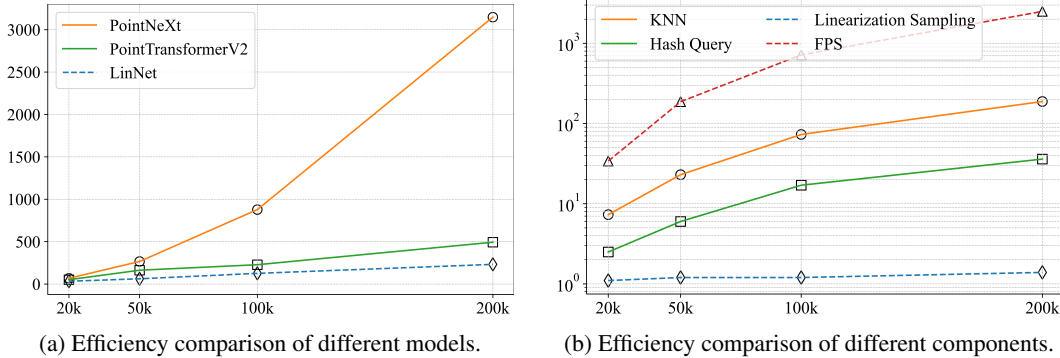 PointNeXt
PointTransformerV2
LinNet
3000
2500
2000
1500
1000
500
0
20k 50k 100k 200k
(a) Efficiency comparison of different models.
KNN
Hash Query
Linearization Sampling
FPS
10³
10²
10¹
10⁰
20k 50k 100k 200k
(b) Efficiency comparison of different components.